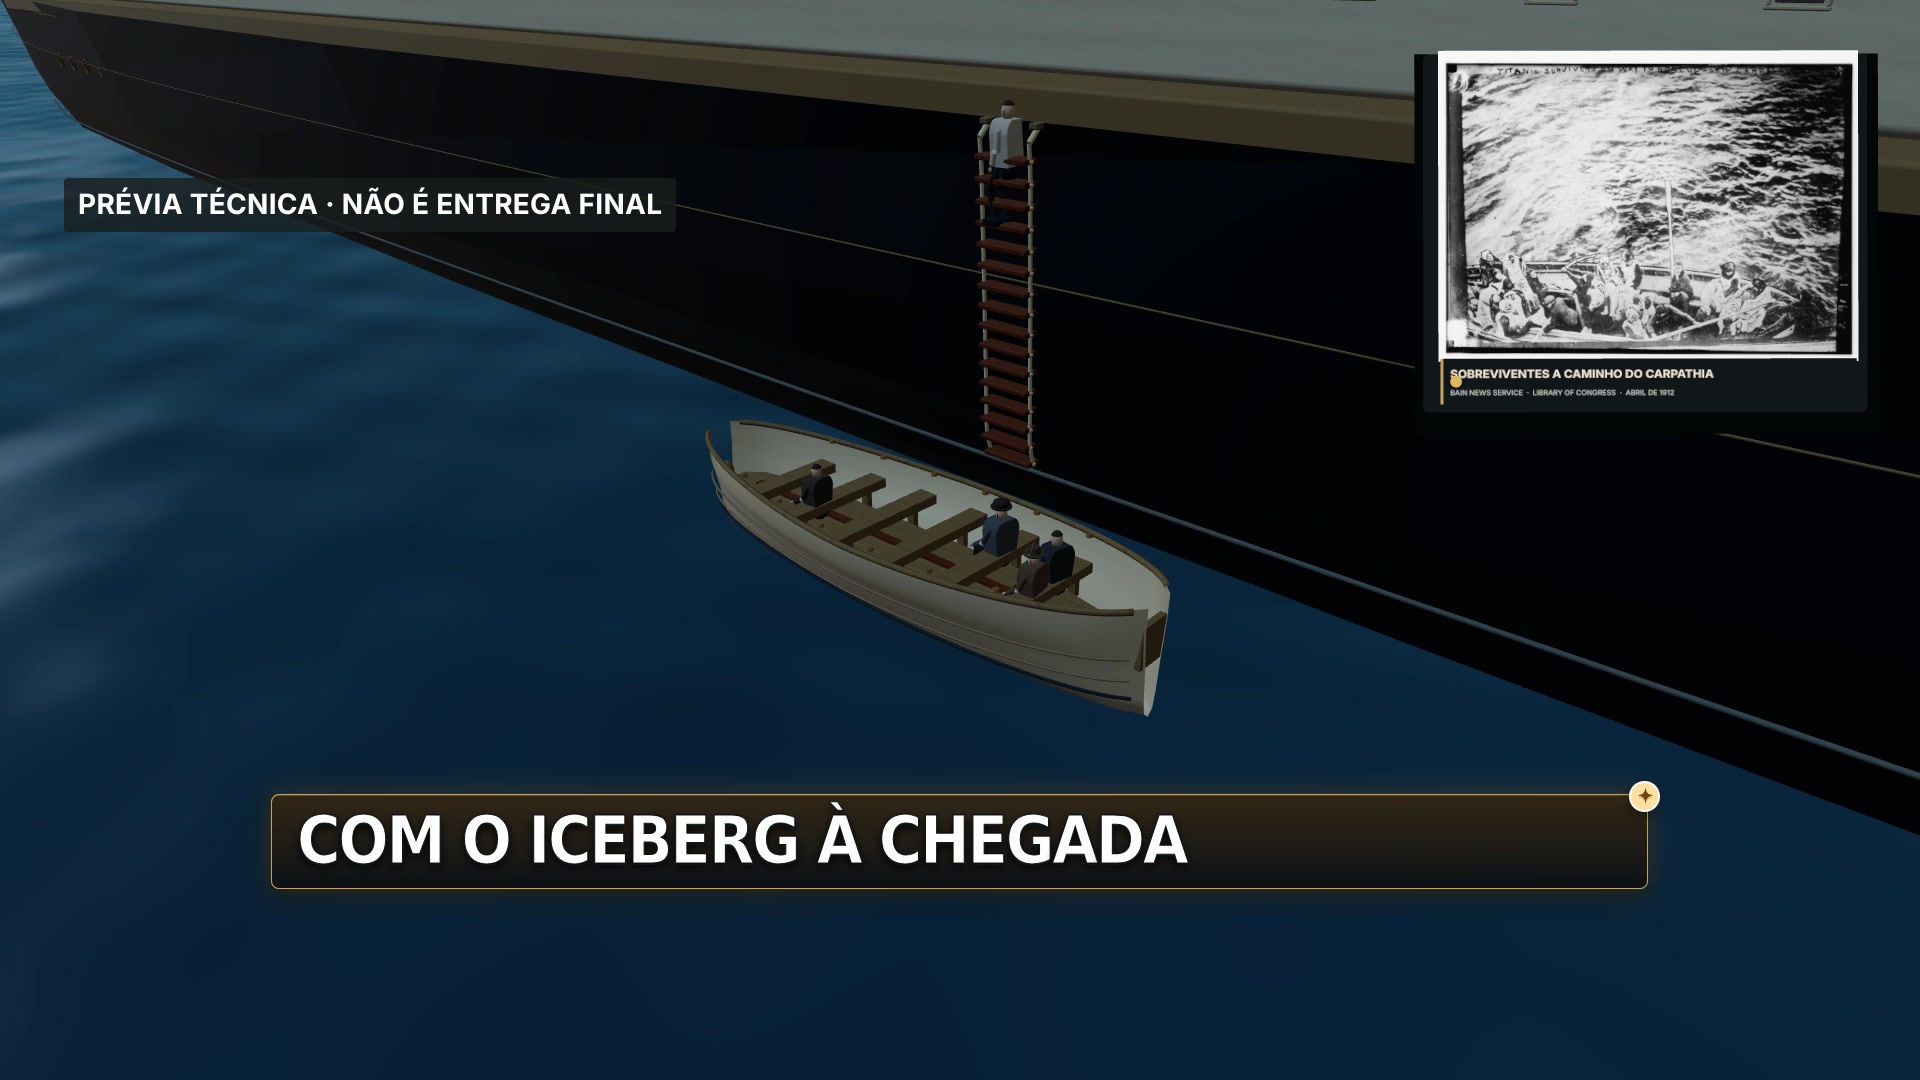 PRÉVIA TÉCNICA · NÃO É ENTREGA FINAL
SOBREVIVENTES A CAMINHO DO CARPATHIA
BAIN NEWS SERVICE · LIBRARY OF CONGRESS · ABRIL DE 1912
COM O ICEBERG À CHEGADA